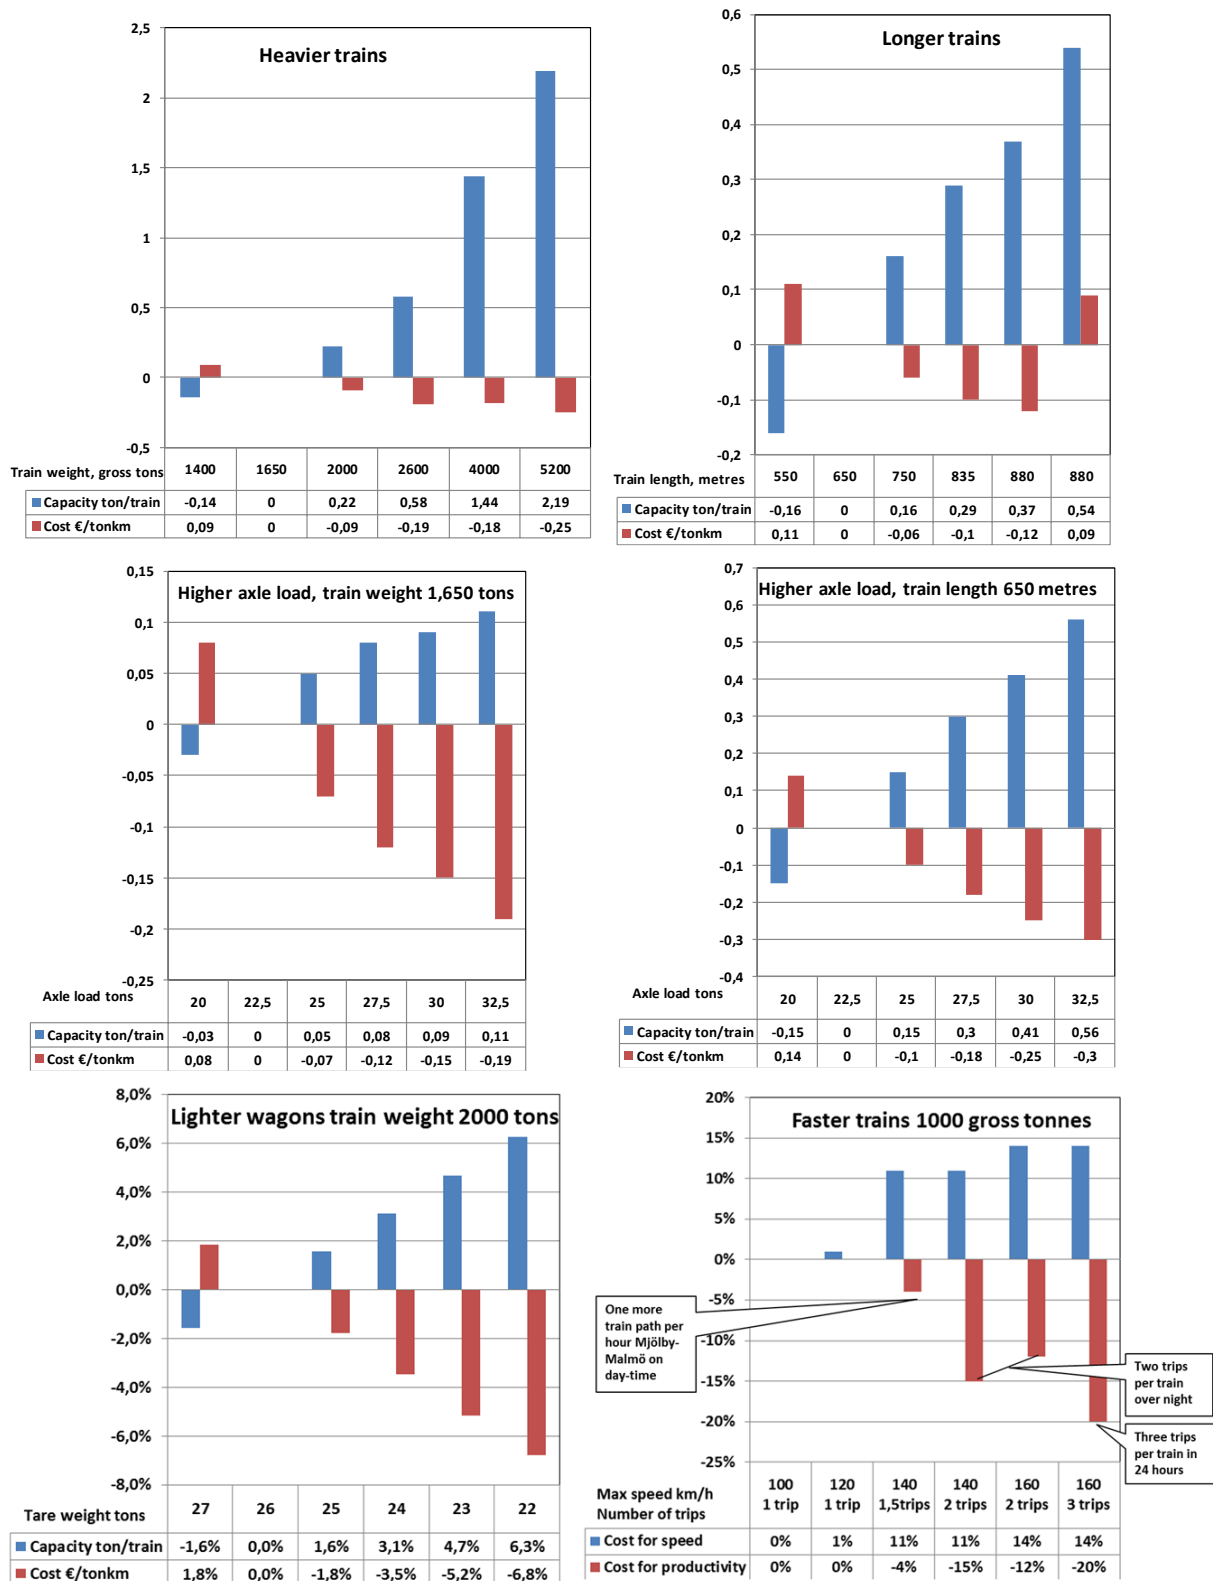 Heavier trains
2,5
2
1,5
1
0,5
0
-0,5
Train weight, gross tons 1400 1650 2000 2600 4000 5200
Capacity ton/train -0,14 0 0,22 0,58 1,44 2,19
Cost €/tonkm 0,09 0 -0,09 -0,19 -0,18 -0,25
Longer trains
0,6
0,5
0,4
0,3
0,2
0,1
0
-0,1
-0,2
Train length, metres 550 650 750 835 880 880
Capacity ton/train -0,16 0 0,16 0,29 0,37 0,54
Cost €/tonkm 0,11 0 -0,06 -0,1 -0,12 0,09
Higher axle load, train weight 1,650 tons
0,15
0,1
0,05
0
-0,05
-0,1
-0,15
-0,2
-0,25
Axle load tons 20 22,5 25 27,5 30 32,5
Capacity ton/train -0,03 0 0,05 0,08 0,09 0,11
Cost €/tonkm 0,08 0 -0,07 -0,12 -0,15 -0,19
Higher axle load, train length 650 metres
0,7
0,6
0,5
0,4
0,3
0,2
0,1
0
-0,1
-0,2
-0,3
-0,4
Axle load tons 20 22,5 25 27,5 30 32,5
Capacity ton/train -0,15 0 0,15 0,3 0,41 0,56
Cost €/tonkm 0,14 0 -0,1 -0,18 -0,25 -0,3
Lighter wagons train weight 2000 tons
8,0%
6,0%
4,0%
2,0%
0,0%
-2,0%
-4,0%
-6,0%
-8,0%
Tare weight tons 27 26 25 24 23 22
Capacity ton/train -1,6% 0,0% 1,6% 3,1% 4,7% 6,3%
Cost €/tonkm 1,8% 0,0% -1,8% -3,5% -5,2% -6,8%
Faster trains 1000 gross tonnes
20%
15%
10%
5%
0%
-5%
-10%
-15%
-20%
-25%
One more
train path per
hour Mjölby-
Malmö on
day-time
Two trips
per train
over night
Three trips
per train in
24 hours
Max speed km/h 100 120 140 140 160 160
Number of trips 1 trip 1 trip 1,5trips 2 trips 2 trips 3 trips
Cost for speed 0% 1% 11% 11% 14% 14%
Cost for productivity 0% 0% -4% -15% -12% -20%